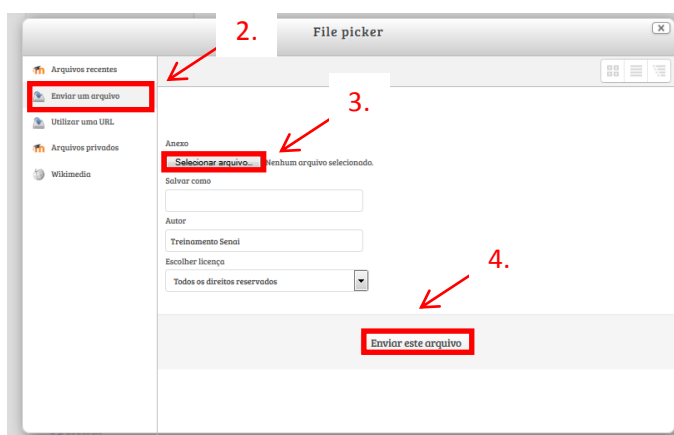 2.
File picker
Arquivos recentes
Enviar um arquivo
Utilizar uma URL
Arquivos privados
Wikimedia
3.
Anexo
Selecionar arquivo... Nenhum arquivo selecionado.
Salvar como
Autor
Treinamento Senai
Escolher licença
Todos os direitos reservados
4.
Enviar este arquivo